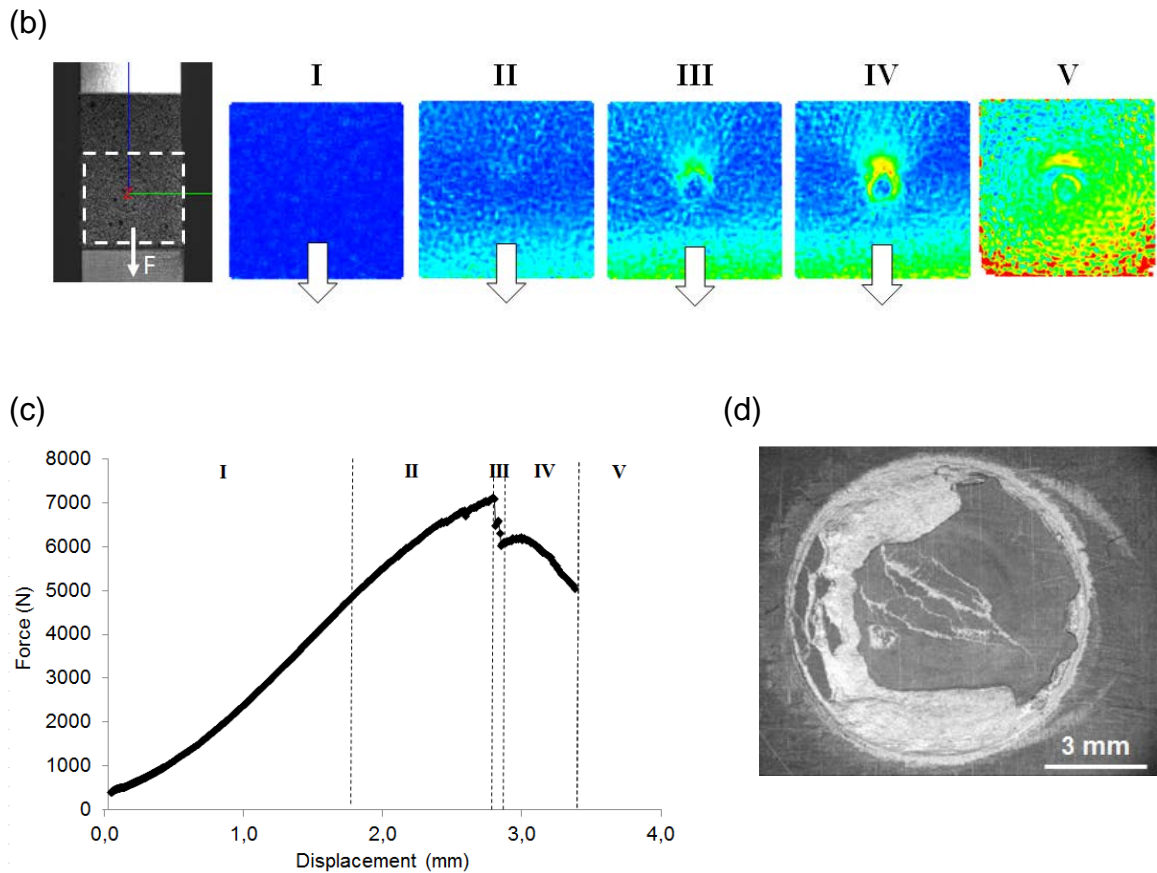 (b)
I II III IV V
F
(c)
(d)
8000
7000
6000
5000
4000
3000
2000
1000
0
Force (N)
I II III IV V
0,0 1,0 2,0 3,0 4,0
Displacement (mm)
3 mm